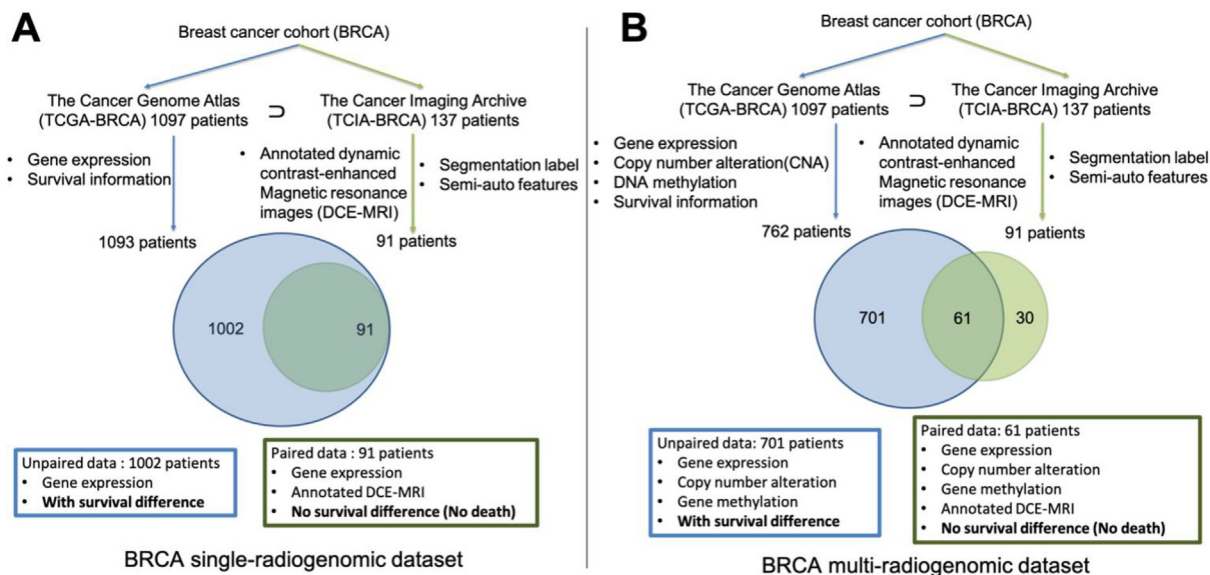 A
Breast cancer cohort (BRCA)
The Cancer Genome Atlas
(TCGA-BRCA) 1097 patients
⊃
The Cancer Imaging Archive
(TCIA-BRCA) 137 patients
• Gene expression
• Survival information
• Annotated dynamic
contrast-enhanced
Magnetic resonance
images (DCE-MRI)
• Segmentation label
• Semi-auto features
1093 patients
91 patients
1002
91
Unpaired data : 1002 patients
• Gene expression
• With survival difference
Paired data : 91 patients
• Gene expression
• Annotated DCE-MRI
• No survival difference (No death)
BRCA single-radiogenomic dataset
B
Breast cancer cohort (BRCA)
The Cancer Genome Atlas
(TCGA-BRCA) 1097 patients
⊃
The Cancer Imaging Archive
(TCIA-BRCA) 137 patients
• Gene expression
• Copy number alteration(CNA)
• DNA methylation
• Survival information
• Annotated dynamic
contrast-enhanced
Magnetic resonance
images (DCE-MRI)
• Segmentation label
• Semi-auto features
762 patients
91 patients
701
61
30
Unpaired data: 701 patients
• Gene expression
• Copy number alteration
• Gene methylation
• With survival difference
Paired data: 61 patients
• Gene expression
• Copy number alteration
• Gene methylation
• Annotated DCE-MRI
• No survival difference (No death)
BRCA multi-radiogenomic dataset